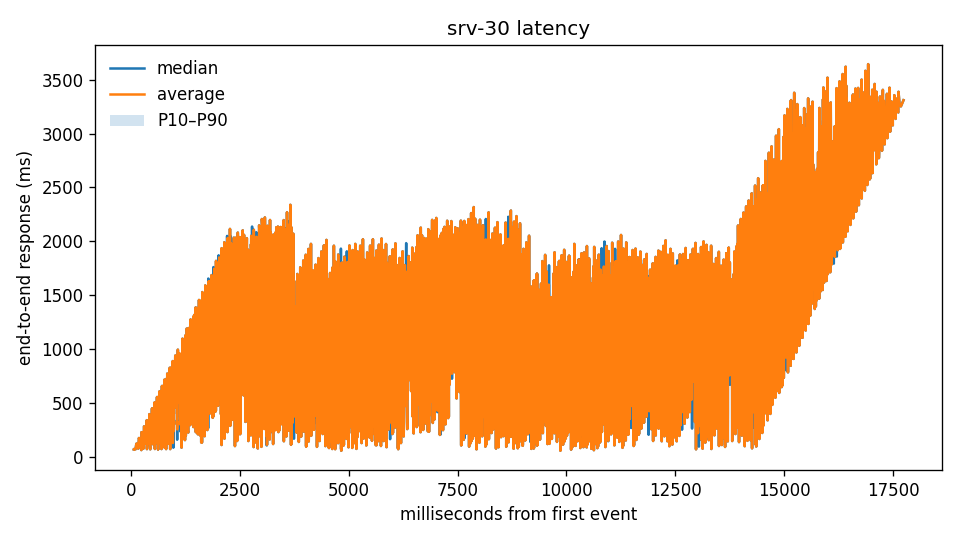 srv-30 latency
median
average
P10–P90
end-to-end response (ms)
3500
3000
2500
2000
1500
1000
500
0
0 2500 5000 7500 10000 12500 15000 17500
milliseconds from first event